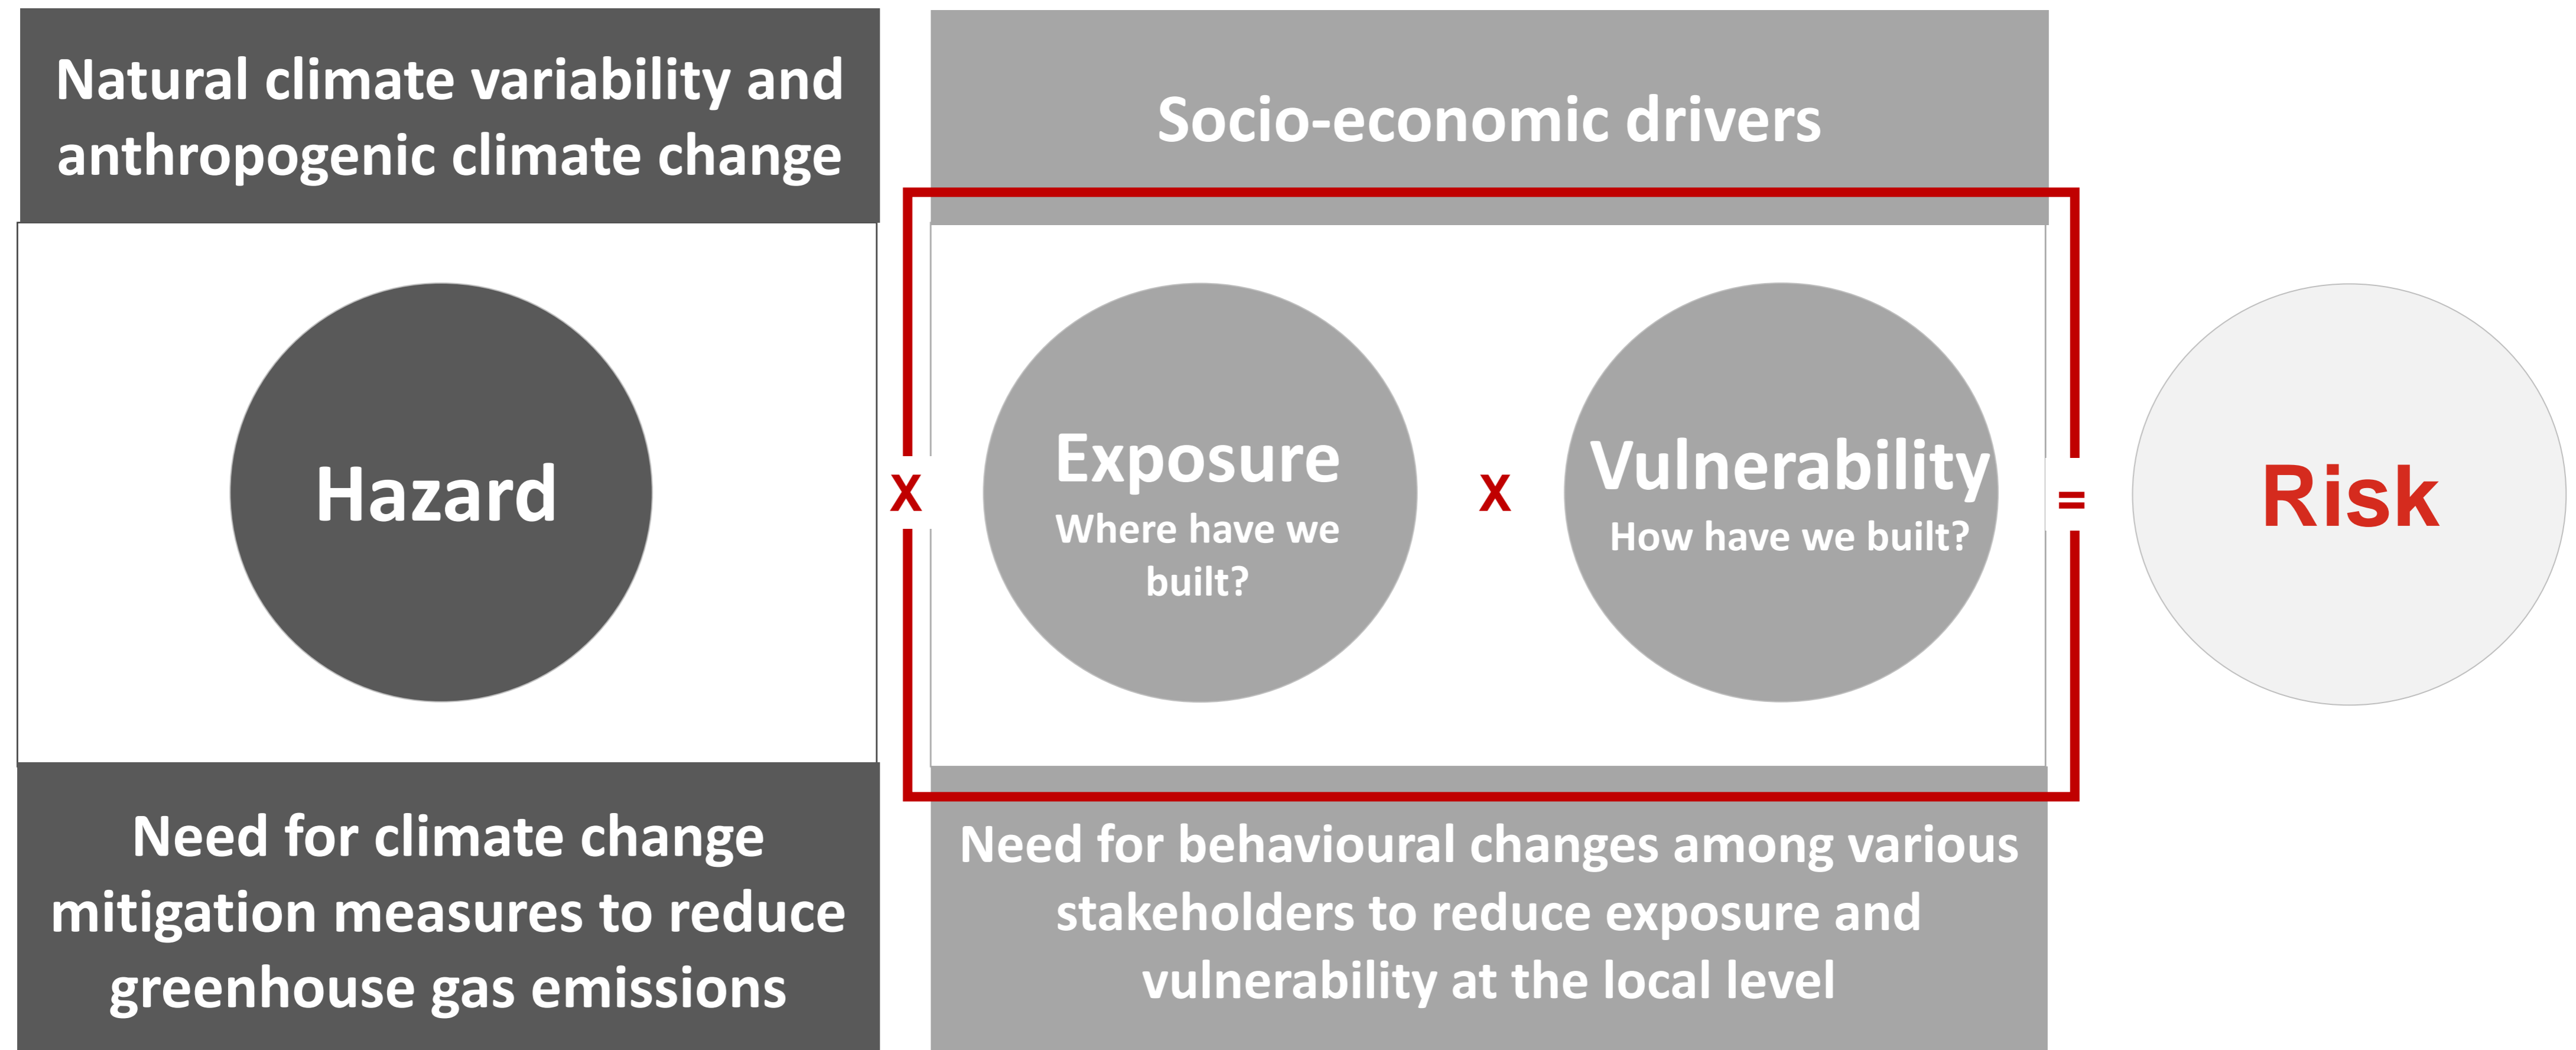 Natural climate variability and
anthropogenic climate change
Socio-economic drivers
Hazard
X
Exposure
Where have we
built?
X
Vulnerability
How have we built?
=
Risk
Need for climate change
mitigation measures to reduce
greenhouse gas emissions
Need for behavioural changes among various
stakeholders to reduce exposure and
vulnerability at the local level